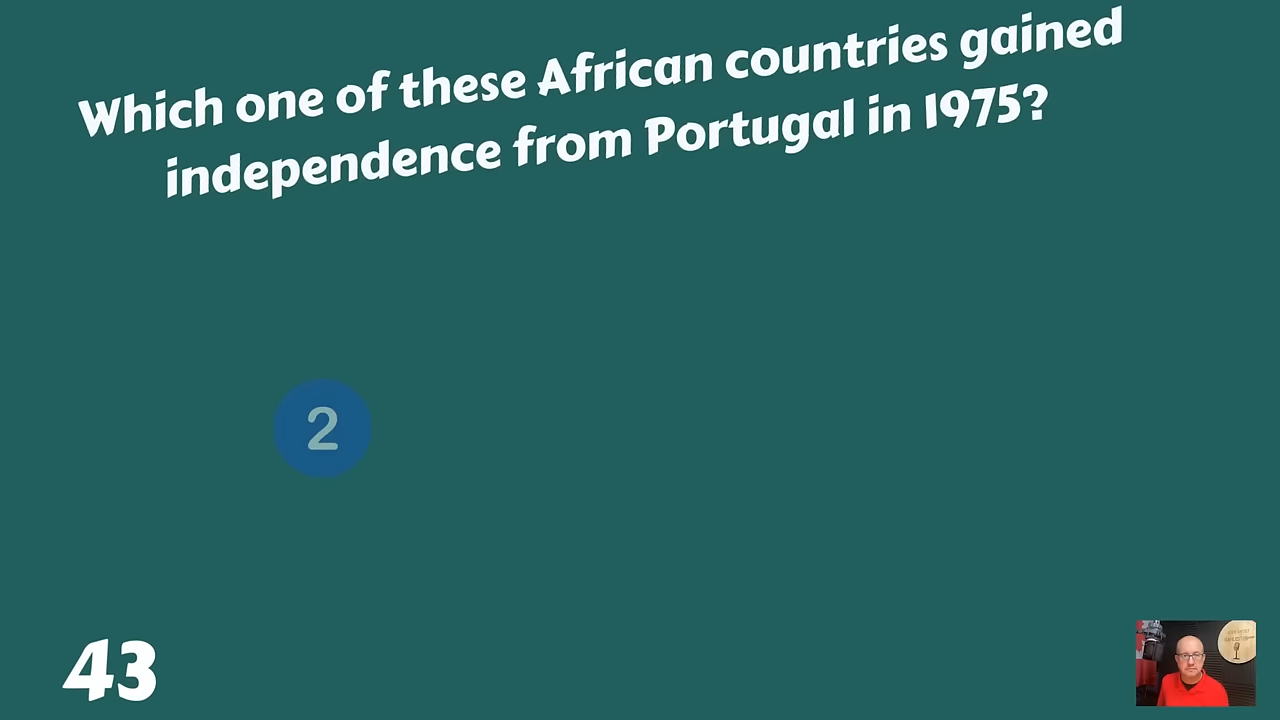 Which one of these African countries gained
independence from Portugal in 1975?
2
43